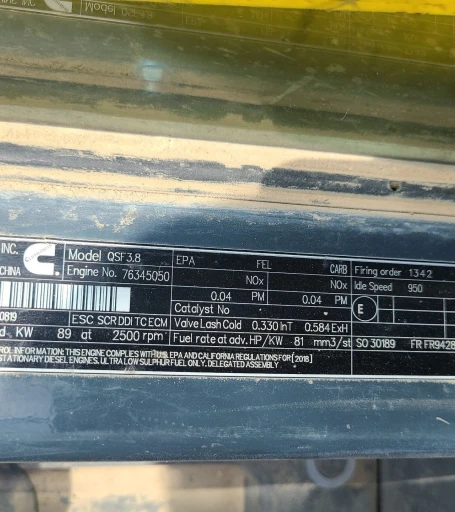 INC.
CHINA
Model QSF3.8
Engine No. 76345050
EPA FEL CARB
NOx NOx
0.04 PM 0.04 PM
Catalyst No
Firing order 1342
Idle Speed 950
E
0819
ESC SCR DDI TC ECM
Valve Lash Cold 0.330 InT 0.584 ExH
d. KW 89 at 2500 rpm
Fuel rate at adv. HP/KW 81 mm3/st
SO 30189 FR FR9428
ROL INFORMATION: THIS ENGINE COMPLIES WITH U.S. EPA AND CALIFORNIA REGULATIONS FOR [2018]
STATIONARY DIESEL ENGINES. ULTRA LOW SULPHUR FUEL ONLY. DELEGATED ASSEMBLY